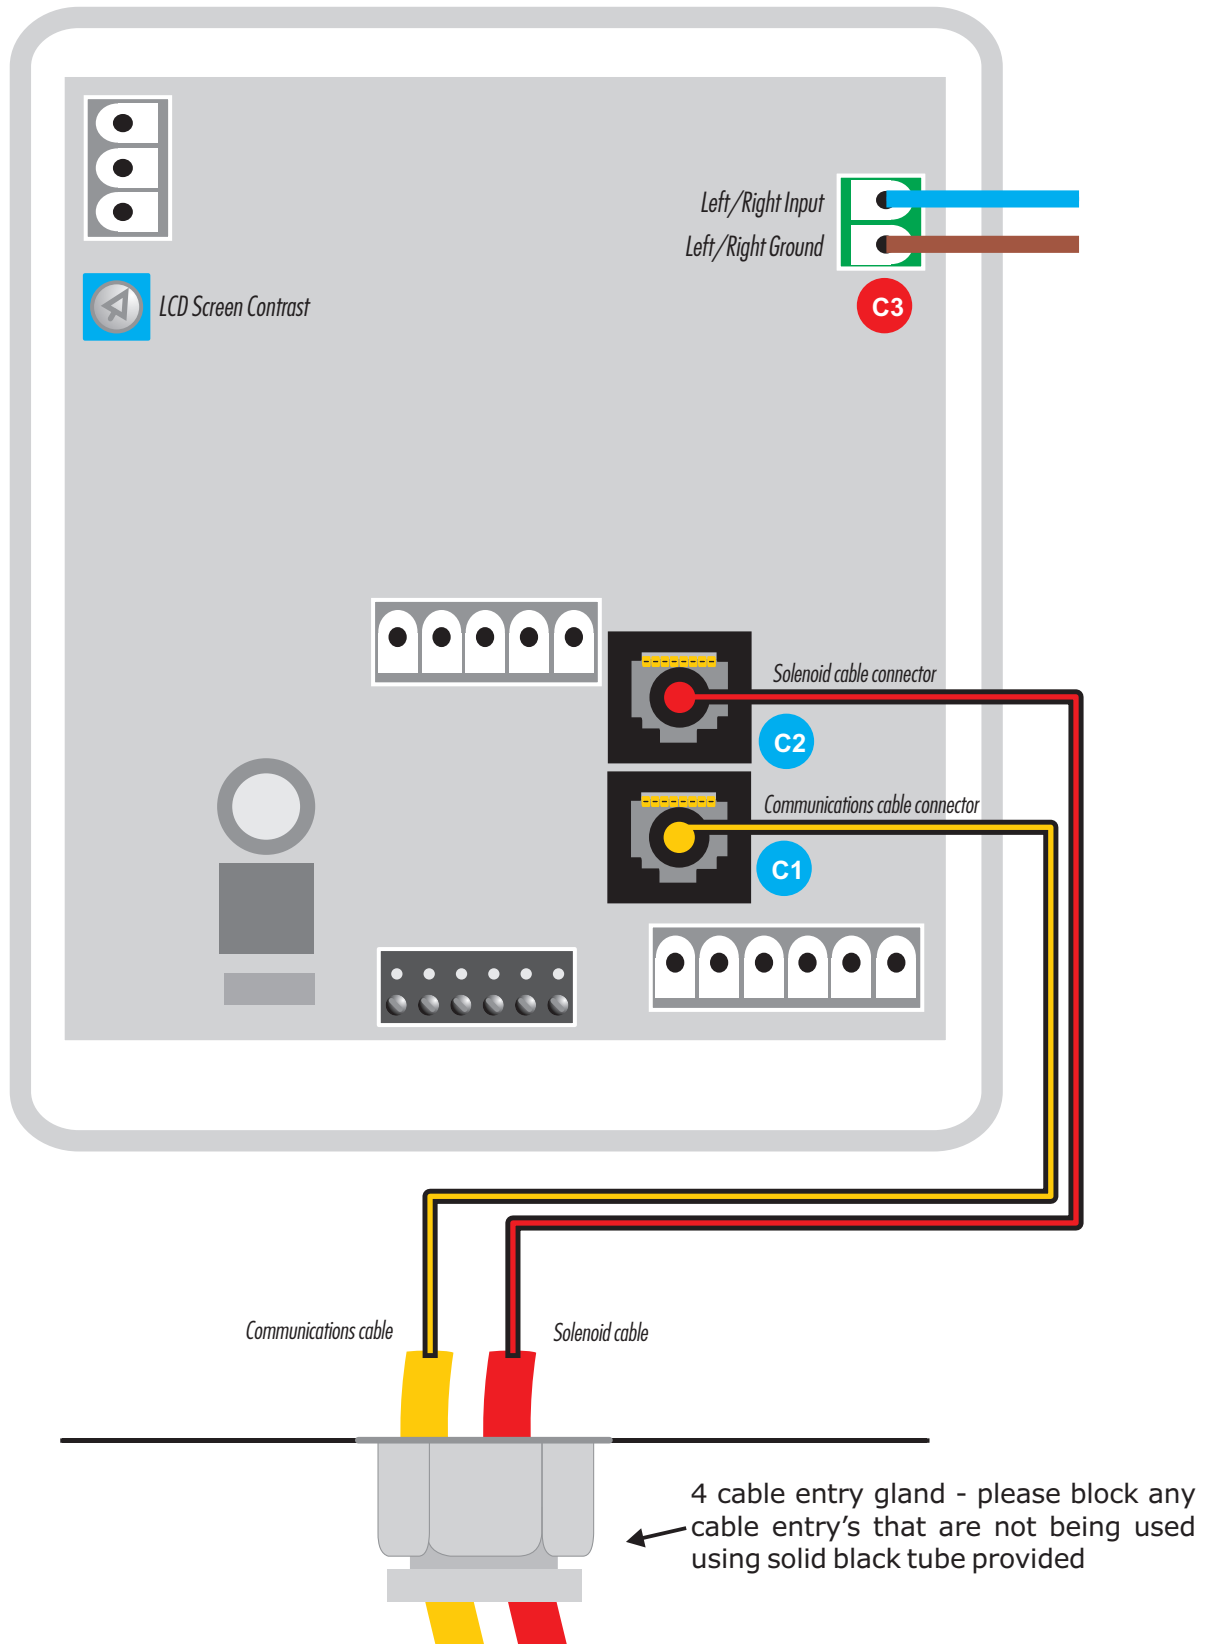 Left/Right Input
Left/Right Ground
C3
LCD Screen Contrast
Solenoid cable connector
C2
Communications cable connector
C1
Communications cable
Solenoid cable
4 cable entry gland - please block any
cable entry’s that are not being used
using solid black tube provided